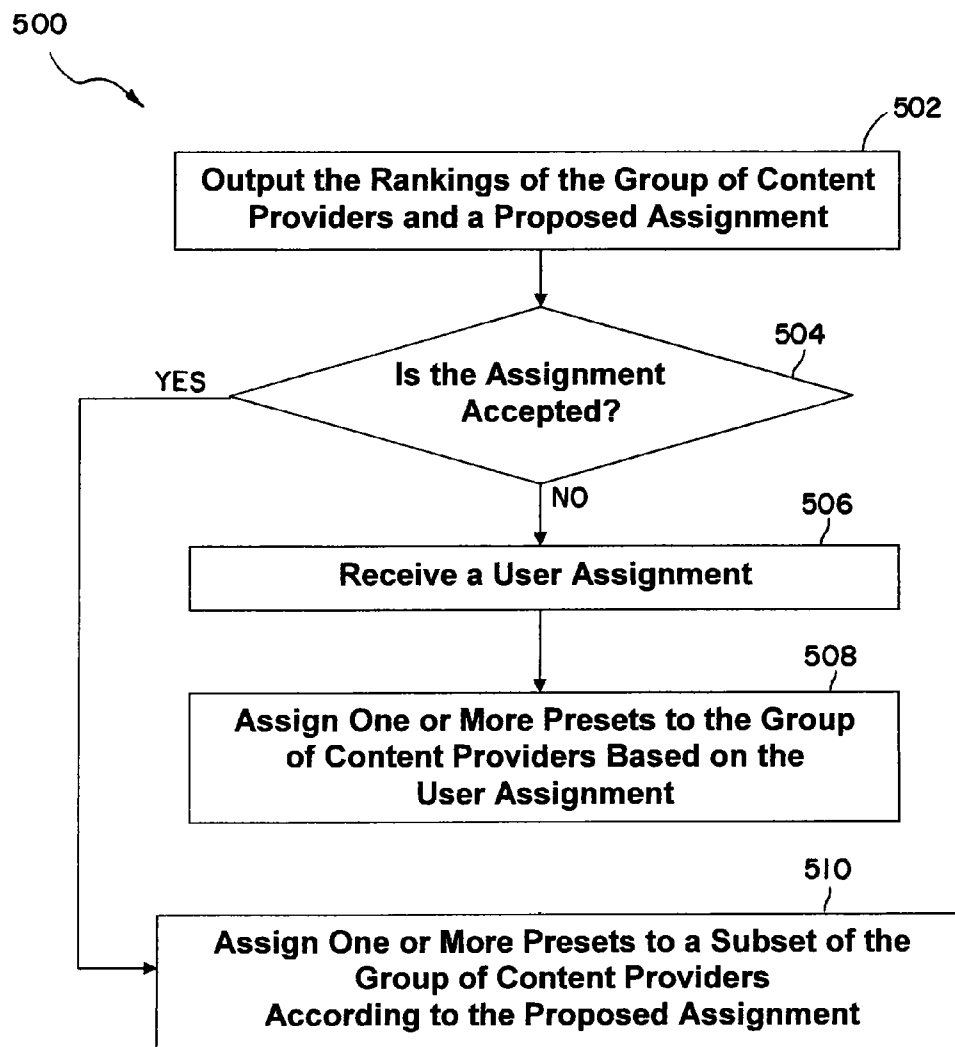 500
502
Output the Rankings of the Group of Content
Providers and a Proposed Assignment
504
Is the Assignment
Accepted?
YES
NO
506
Receive a User Assignment
508
Assign One or More Presets to the Group
of Content Providers Based on the
User Assignment
510
Assign One or More Presets to a Subset of the
Group of Content Providers
According to the Proposed Assignment